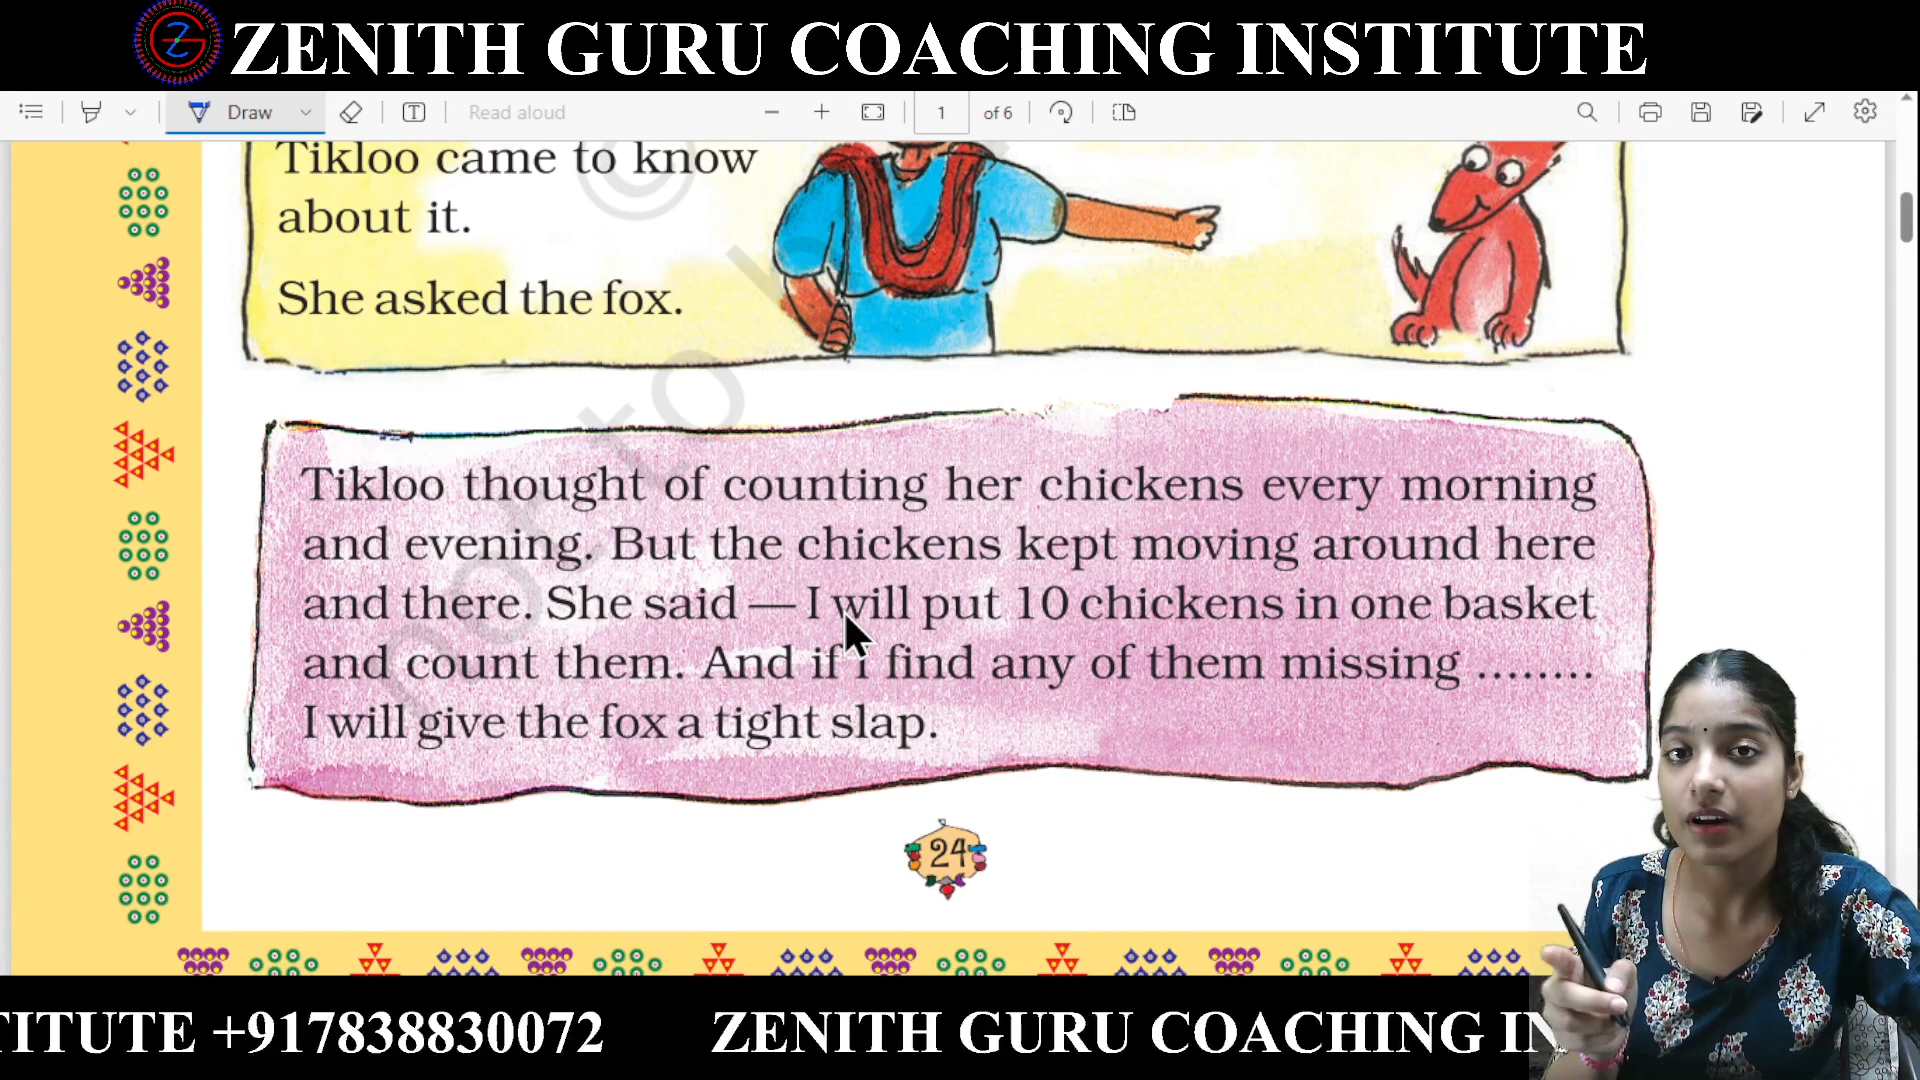 ZENITH GURU COACHING INSTITUTE
Draw
Read aloud
1 of 6
Tikloo came to know
about it.
She asked the fox.
Tikloo thought of counting her chickens every morning
and evening. But the chickens kept moving around here
and there. She said — I will put 10 chickens in one basket
and count them. And if I find any of them missing ........
I will give the fox a tight slap.
24
TITUTE +917838830072 ZENITH GURU COACHING IN